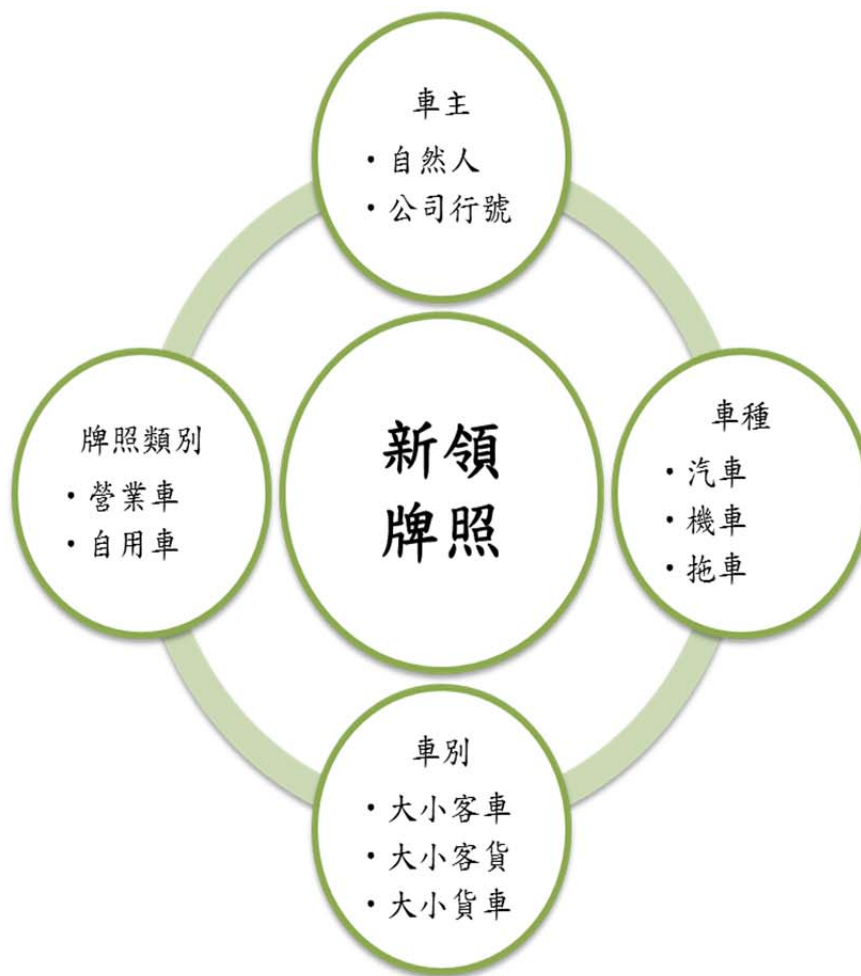 車主
・自然人
・公司行號
牌照類別
・營業車
・自用車
新領
牌照
車種
・汽車
・機車
・拖車
車別
・大小客車
・大小客貨
・大小貨車